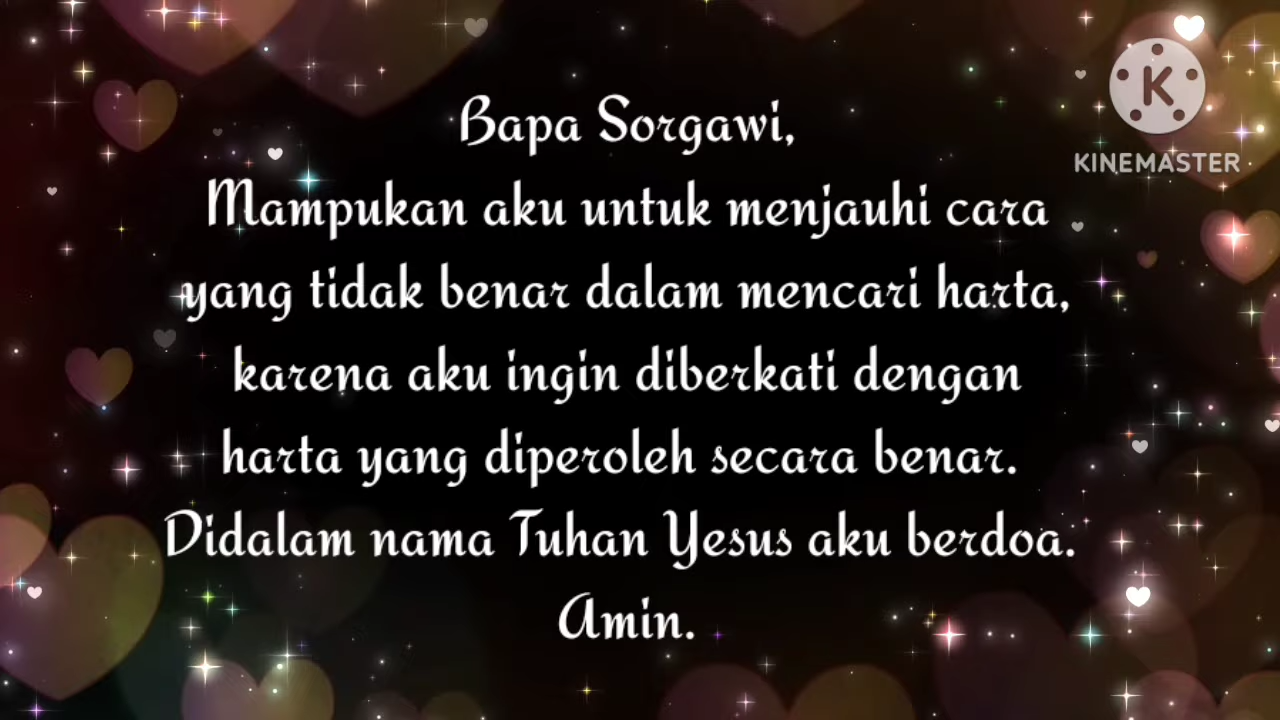 Bapa Sorgawi,
Mampukan aku untuk menjauhi cara
yang tidak benar dalam mencari harta,
karena aku ingin diberkati dengan
harta yang diperoleh secara benar.
Didalam nama Tuhan Yesus aku berdoa.
Amin.
K
KINEMASTER